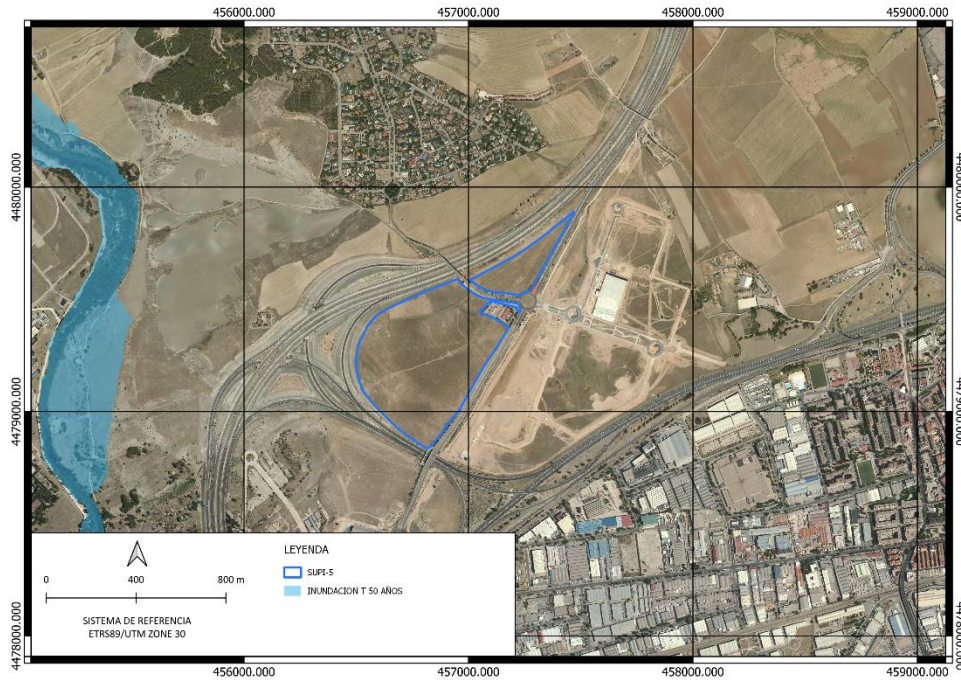 456000.000 457000.000 458000.000 459000.000
4480000.000 4480000.000
4479000.000 4479000.000
LEYENDA
SUPI-5
INUNDACION T 50 AÑOS
0 400 800 m
SISTEMA DE REFERENCIA
ETRS89/UTM ZONE 30
4478000.000 4478000.000
456000.000 457000.000 458000.000 459000.000